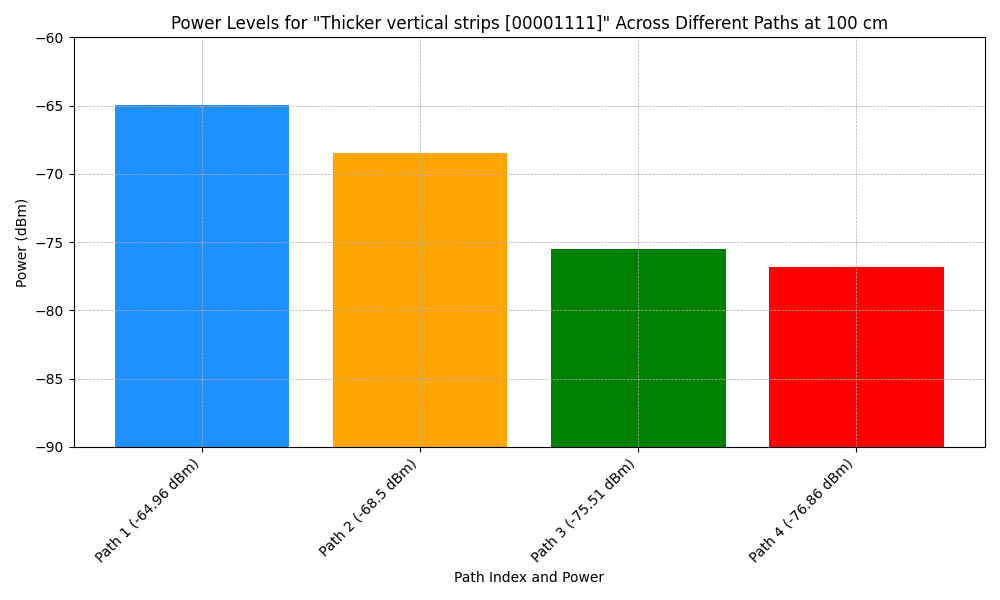 Power Levels for "Thicker vertical strips [00001111]" Across Different Paths at 100 cm
−60
−65
−70
−75
−80
−85
−90
Power (dBm)
Path 1 (-64.96 dBm)
Path 2 (-68.5 dBm)
Path 3 (-75.51 dBm)
Path 4 (-76.86 dBm)
Path Index and Power